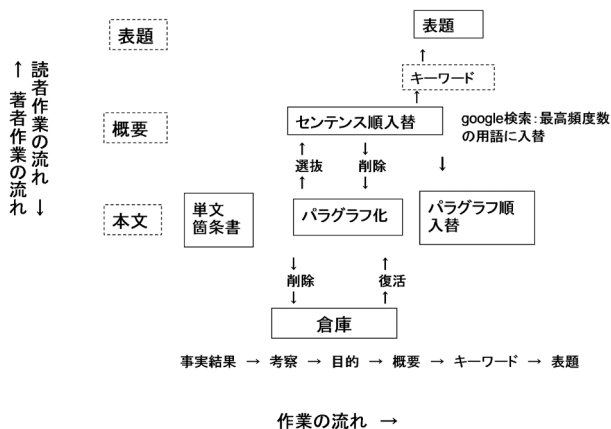 表題
表題
↑
キーワード
↑
概要
センテンス順入替
google検索：最高頻度数
の用語に入替
↑ ↓
選抜 削除 ↓
↑ ↓
本文
単文
箇条書
パラグラフ化
パラグラフ順
入替
↓ ↑
削除 復活
↓ ↑
倉庫
事実結果 → 考察 → 目的 → 概要 → キーワード → 表題
作業の流れ →
読者作業の流れ ↓
↑ 著者作業の流れ